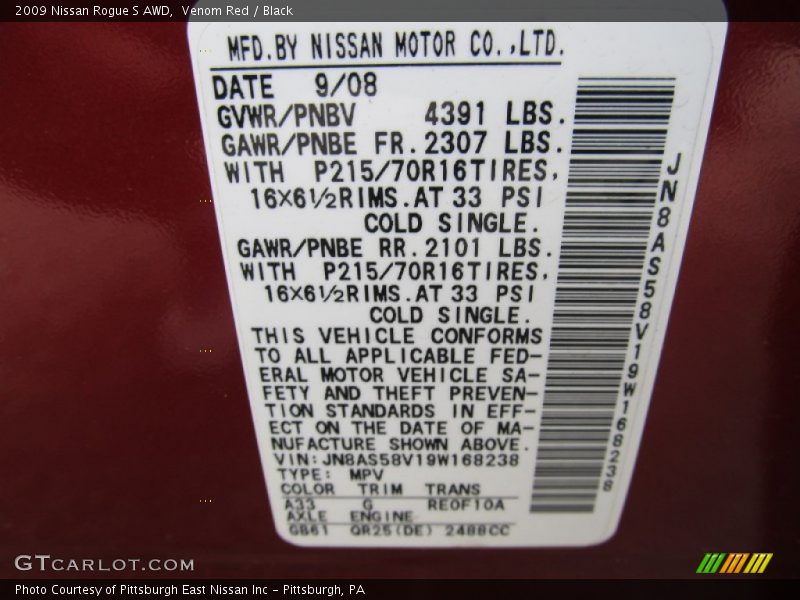 2009 Nissan Rogue S AWD,  Venom Red / Black
MFD.BY NISSAN MOTOR CO.,LTD.
DATE 9/08
GVWR/PNBV 4391 LBS.
GAWR/PNBE FR.2307 LBS.
WITH P215/70R16TIRES,
16×6½RIMS.AT 33 PSI
COLD SINGLE.
GAWR/PNBE RR.2101 LBS.
WITH P215/70R16TIRES,
16×6½RIMS.AT 33 PSI
COLD SINGLE.
THIS VEHICLE CONFORMS
TO ALL APPLICABLE FED-
ERAL MOTOR VEHICLE SA-
FETY AND THEFT PREVEN-
TION STANDARDS IN EFF-
ECT ON THE DATE OF MA-
NUFACTURE SHOWN ABOVE.
VIN:JN8AS58V19W168238
TYPE: MPV
COLOR TRIM TRANS
A33 G RE0F10A
AXLE ENGINE
GB61 QR25(DE) 2488CC
JN8AS58V19W168238
GTCARLOT.COM
Photo Courtesy of Pittsburgh East Nissan Inc - Pittsburgh, PA